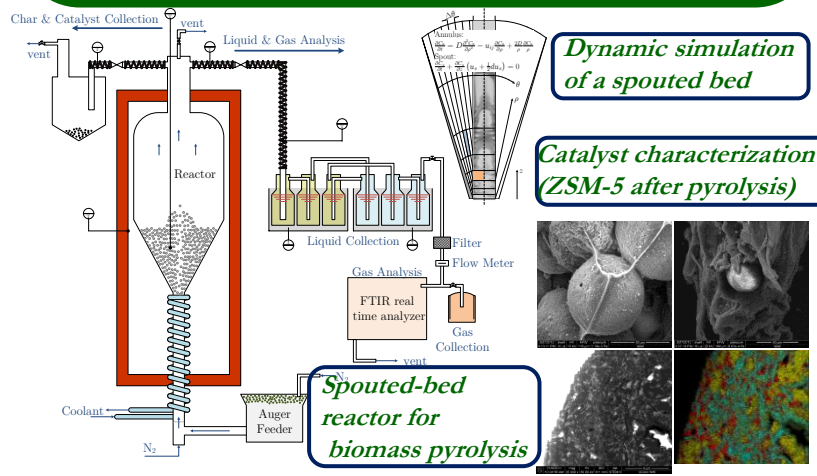 Char & Catalyst Collection
vent
vent
Liquid & Gas Analysis
Δθ
Annulus:
Spout:
θ
ρ
z
Dynamic simulation
of a spouted bed
Catalyst characterization
(ZSM-5 after pyrolysis)
Reactor
Liquid Collection
Filter
Flow Meter
Gas Analysis
FTIR real
time analyzer
Gas
Collection
vent
N₂
Spouted-bed
reactor for
biomass pyrolysis
Coolant
Auger
Feeder
N₂